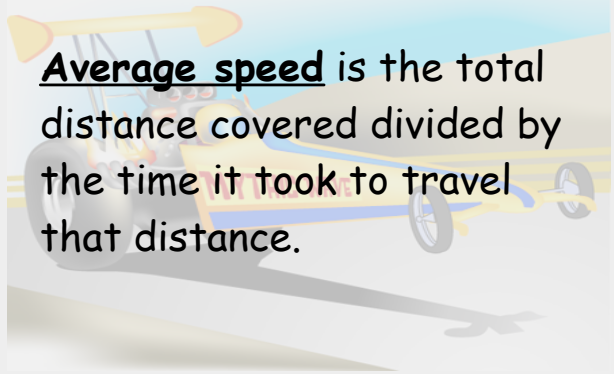 Average speed is the total
distance covered divided by
the time it took to travel
that distance.